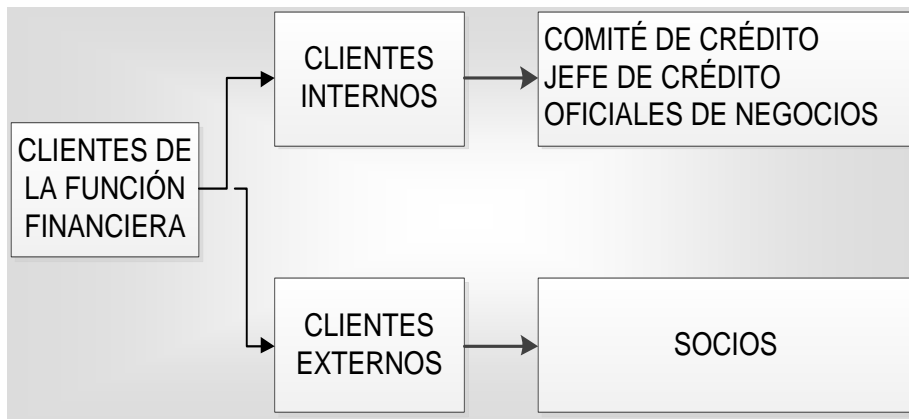 CLIENTES DE
LA FUNCIÓN
FINANCIERA
CLIENTES
INTERNOS
COMITÉ DE CRÉDITO
JEFE DE CRÉDITO
OFICIALES DE NEGOCIOS
CLIENTES
EXTERNOS
SOCIOS